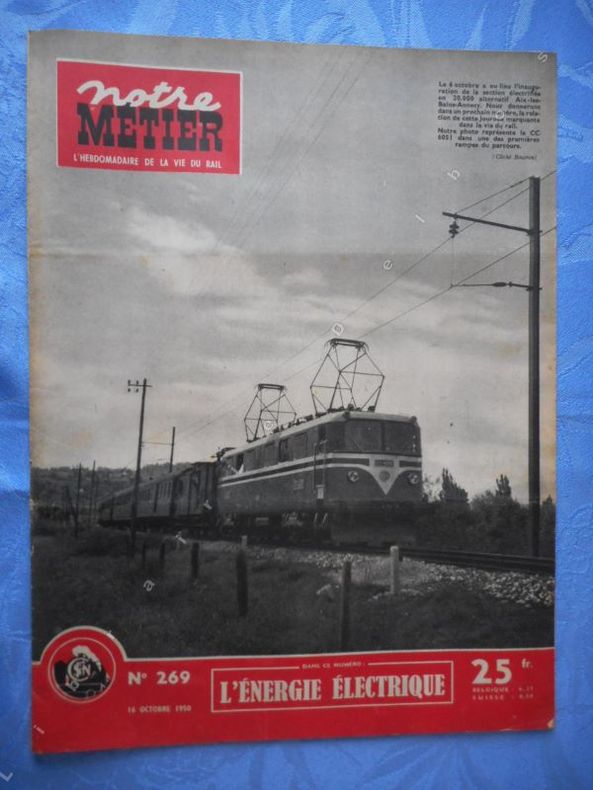 notre
METIER
L'HEBDOMADAIRE DE LA VIE DU RAIL
Le 6 octobre a eu lieu l'inaugu-
ration de la section électrifiée
en 20.000 alternatif Aix-les-
Bains-Annecy. Nous donnerons
dans un prochain numéro, la rela-
tion de cette journée marquante
dans la vie du rail.
Notre photo représente la CC
6051 dans une des premières
rampes du parcours.
N° 269
16 OCTOBRE 1950
DANS CE NUMÉRO :
L'ÉNERGIE ÉLECTRIQUE
25 fr.
BELGIQUE :
SUISSE :